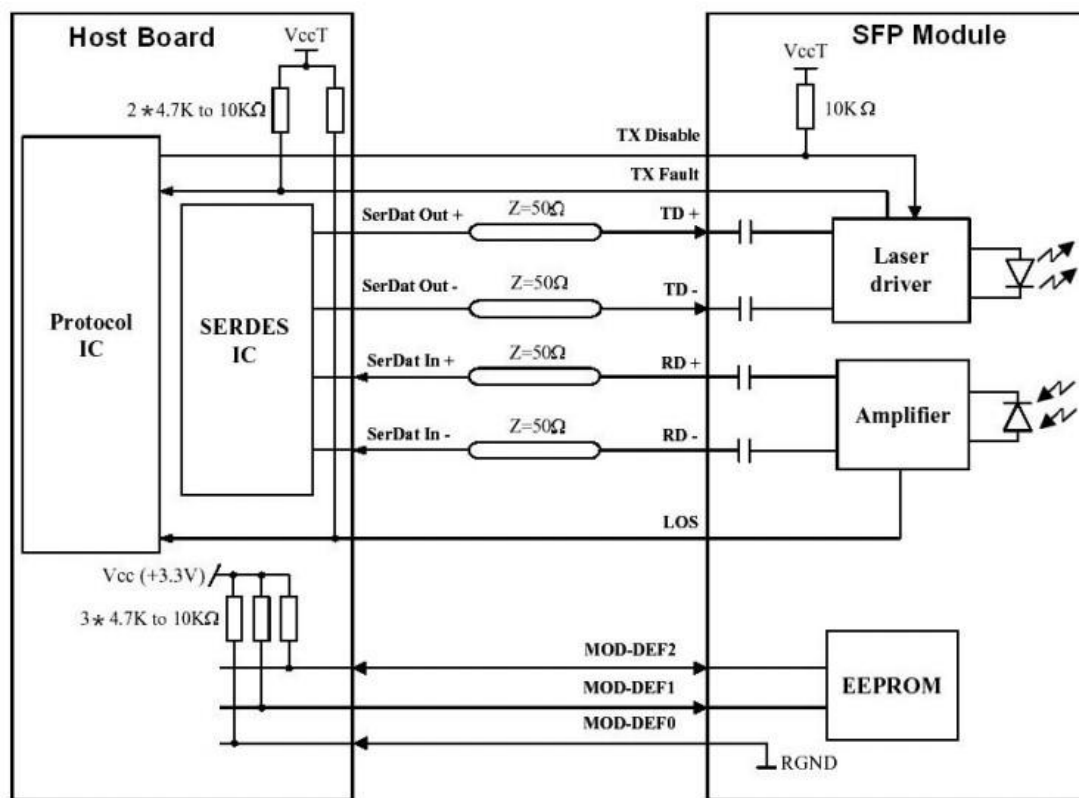 Host Board
SFP Module
VccT
VccT
2*4.7K to 10KΩ
10KΩ
TX Disable
TX Fault
SerDat Out +
Z=50Ω
TD +
Laser
driver
SerDat Out -
Z=50Ω
TD -
Protocol
IC
SERDES
IC
SerDat In +
Z=50Ω
RD +
Amplifier
SerDat In -
Z=50Ω
RD -
LOS
Vcc (+3.3V)
3*4.7K to 10KΩ
MOD-DEF2
EEPROM
MOD-DEF1
MOD-DEF0
RGND